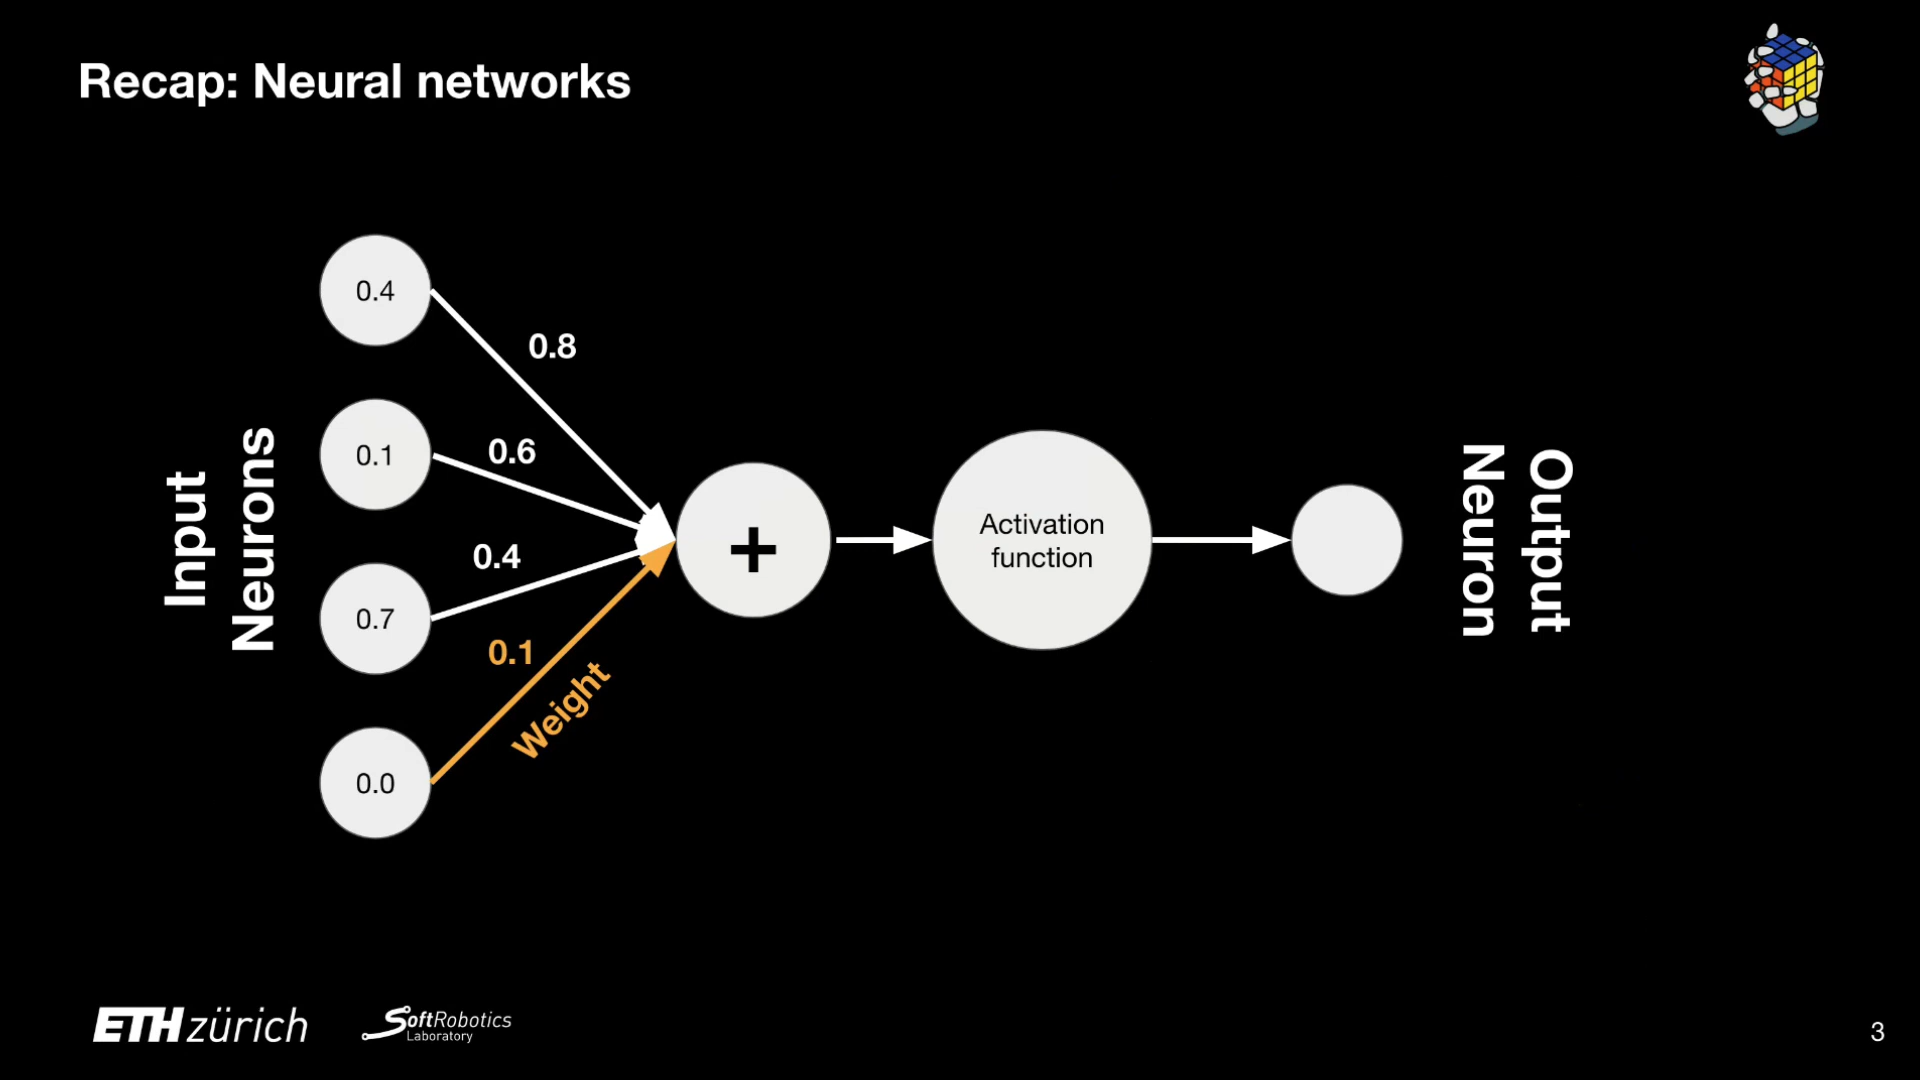 Recap: Neural networks
Input
Neurons
0.4
0.1
0.7
0.0
0.8
0.6
0.4
0.1
Weight
+
Activation
function
Output
Neuron
ETH zürich
SoftRobotics
Laboratory
3